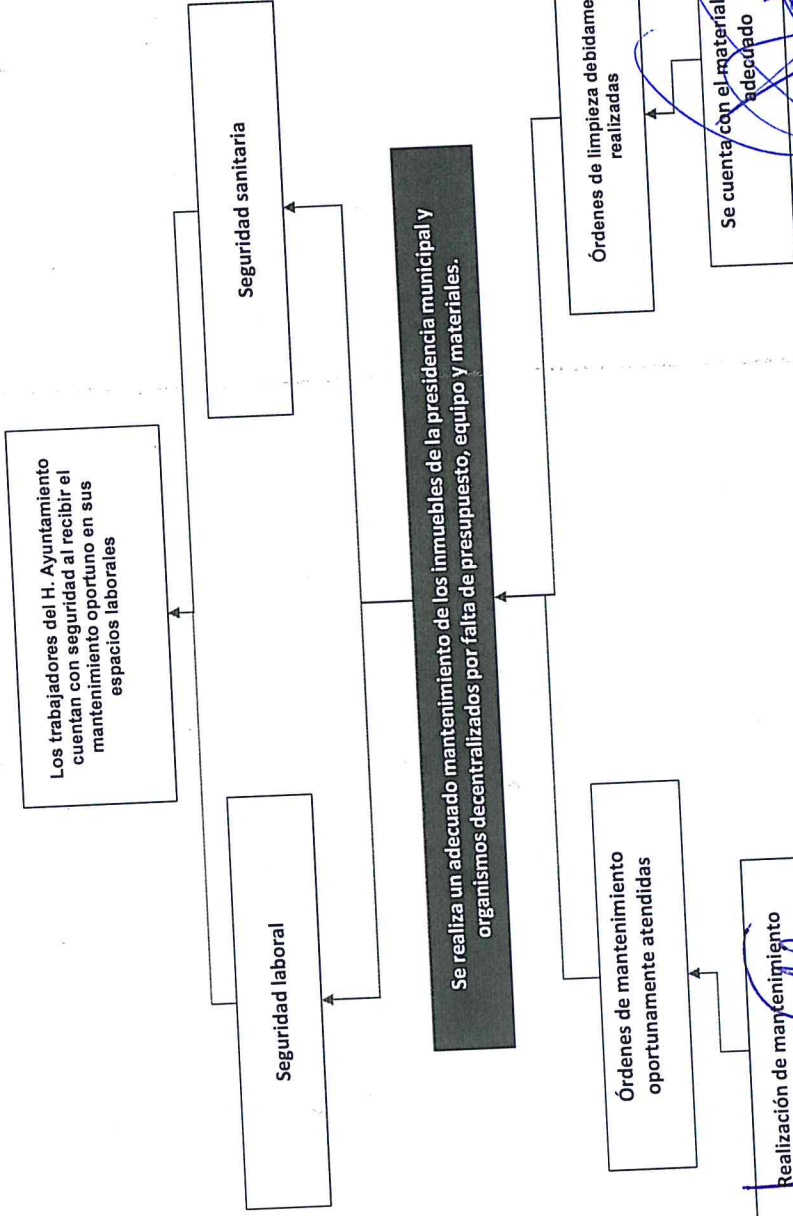 Los trabajadores del H. Ayuntamiento
cuentan con seguridad al recibir el
mantenimiento oportuno en sus
espacios laborales
Seguridad laboral
Seguridad sanitaria
Se realiza un adecuado mantenimiento de los inmuebles de la presidencia municipal y
organismos decentralizados por falta de presupuesto, equipo y materiales.
Órdenes de mantenimiento
oportunamente atendidas
Órdenes de limpieza debidame
realizadas
Realización de mantenimiento
Se cuenta con el material
adecuado